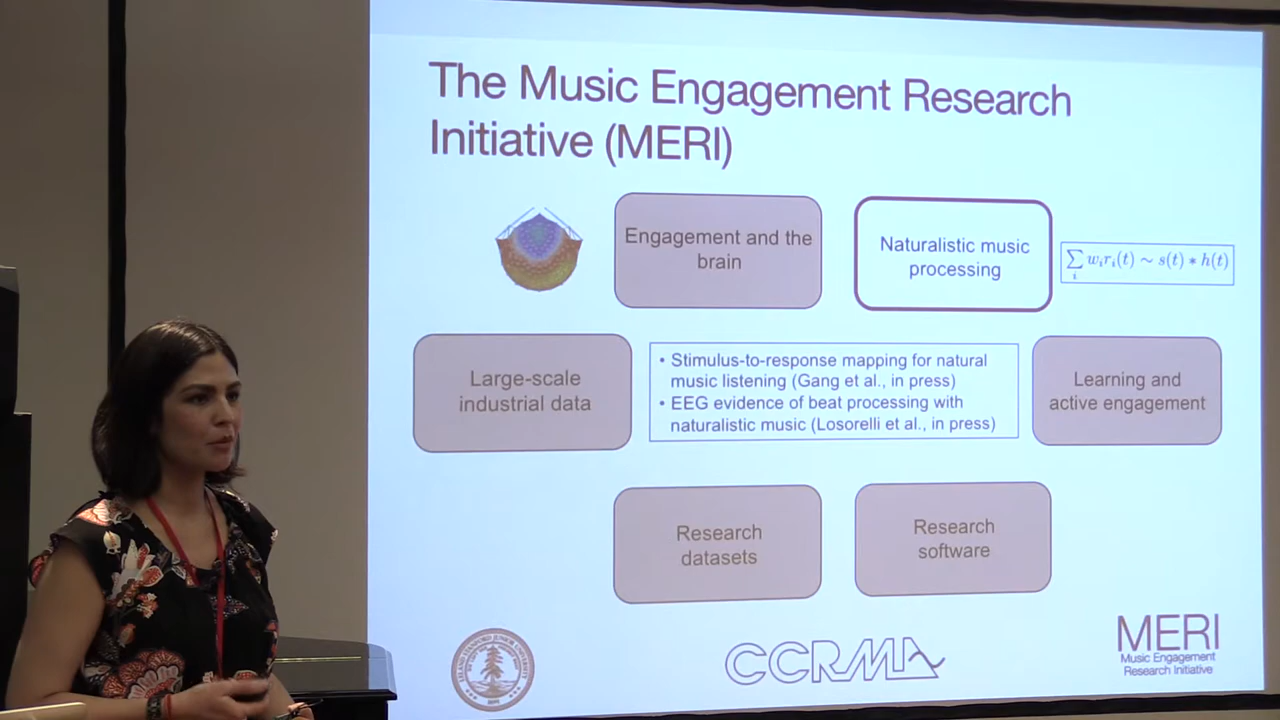 The Music Engagement Research
Initiative (MERI)
Engagement and the
brain
Naturalistic music
processing
∑ᵢ wᵢrᵢ(t) ∼ s(t) ∗ h(t)
Large-scale
industrial data
• Stimulus-to-response mapping for natural
music listening (Gang et al., in press)
• EEG evidence of beat processing with
naturalistic music (Losorelli et al., in press)
Learning and
active engagement
Research
datasets
Research
software
CCRMA
MERI
Music Engagement
Research Initiative